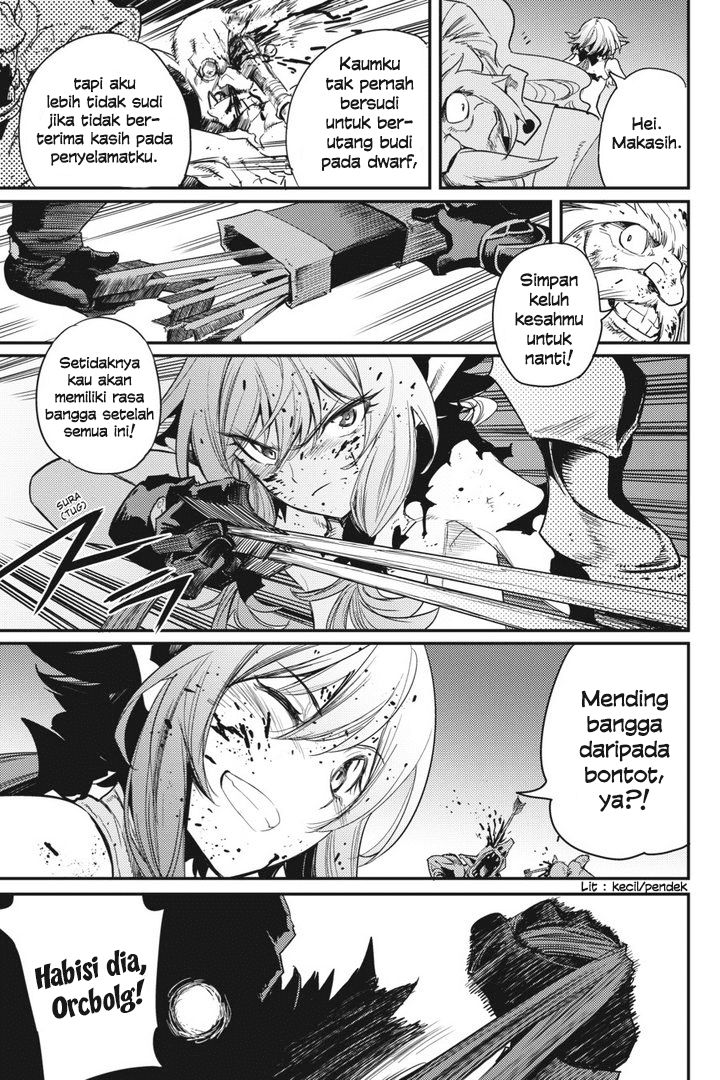 Hei.
Makasih.
Kaumku
tak pernah
bersudi
untuk ber-
utang budi
pada dwarf,
tapi aku
lebih tidak sudi
jika tidak ber-
terima kasih pada
penyelamatku.
Simpan
keluh
kesahmu
untuk
nanti!
Setidaknya
kau akan
memiliki rasa
bangga setelah
semua ini!
SURA
(TUG)
Mending
bangga
daripada
bontot,
ya?!
Lit : kecil/pendek
Habisi dia,
Orcbolg!